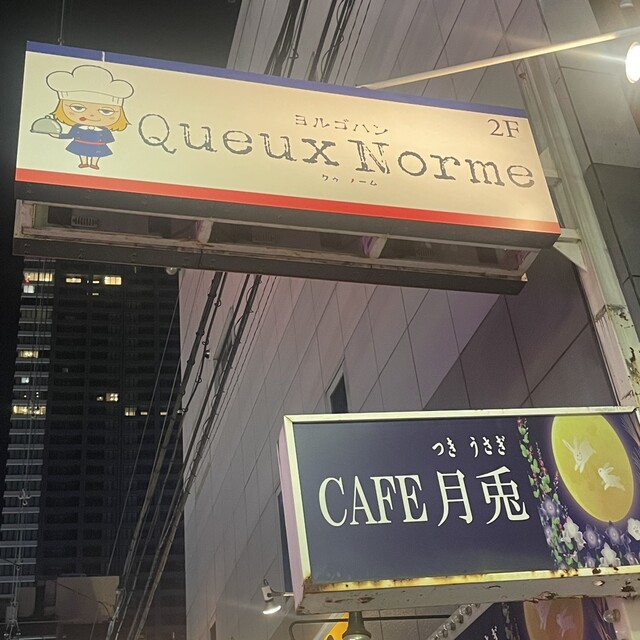 ヨルゴハン
2F
Queux Norme
クゥ ノーム
つき うさぎ
CAFE 月兎